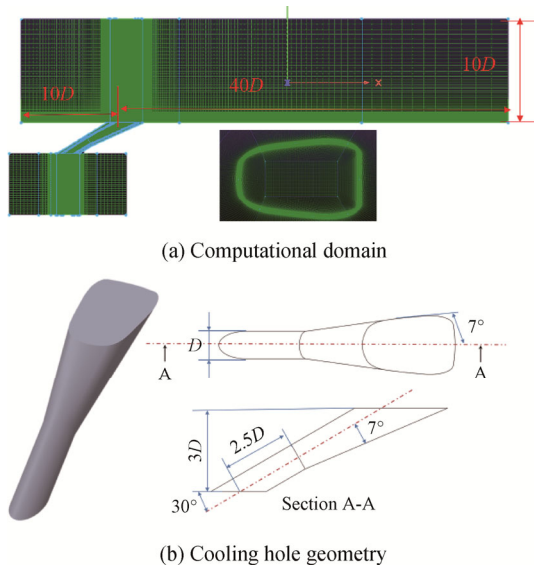 10D
40D
10D
x
x
(a) Computational domain
D
7°
A
A
2.5D
3D
7°
30°
Section A-A
(b) Cooling hole geometry